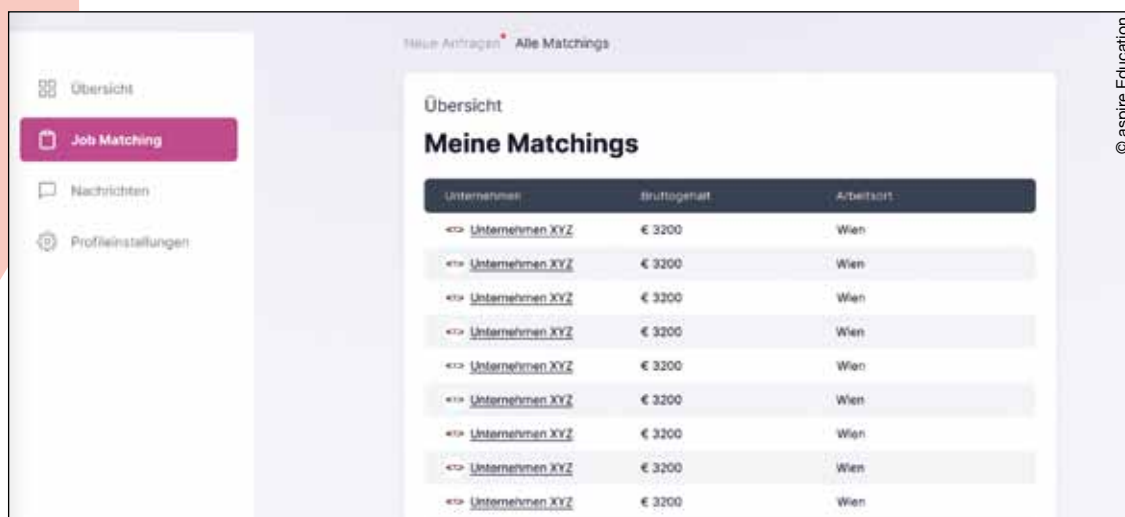 Neue Anfragen Alle Matchings
© aspire Education
Übersicht
Job Matching
Nachrichten
Profileinstellungen
Übersicht
Meine Matchings
Unternehmen Bruttogehalt Arbeitsort
Unternehmen XYZ € 3200 Wien
Unternehmen XYZ € 3200 Wien
Unternehmen XYZ € 3200 Wien
Unternehmen XYZ € 3200 Wien
Unternehmen XYZ € 3200 Wien
Unternehmen XYZ € 3200 Wien
Unternehmen XYZ € 3200 Wien
Unternehmen XYZ € 3200 Wien
Unternehmen XYZ € 3200 Wien